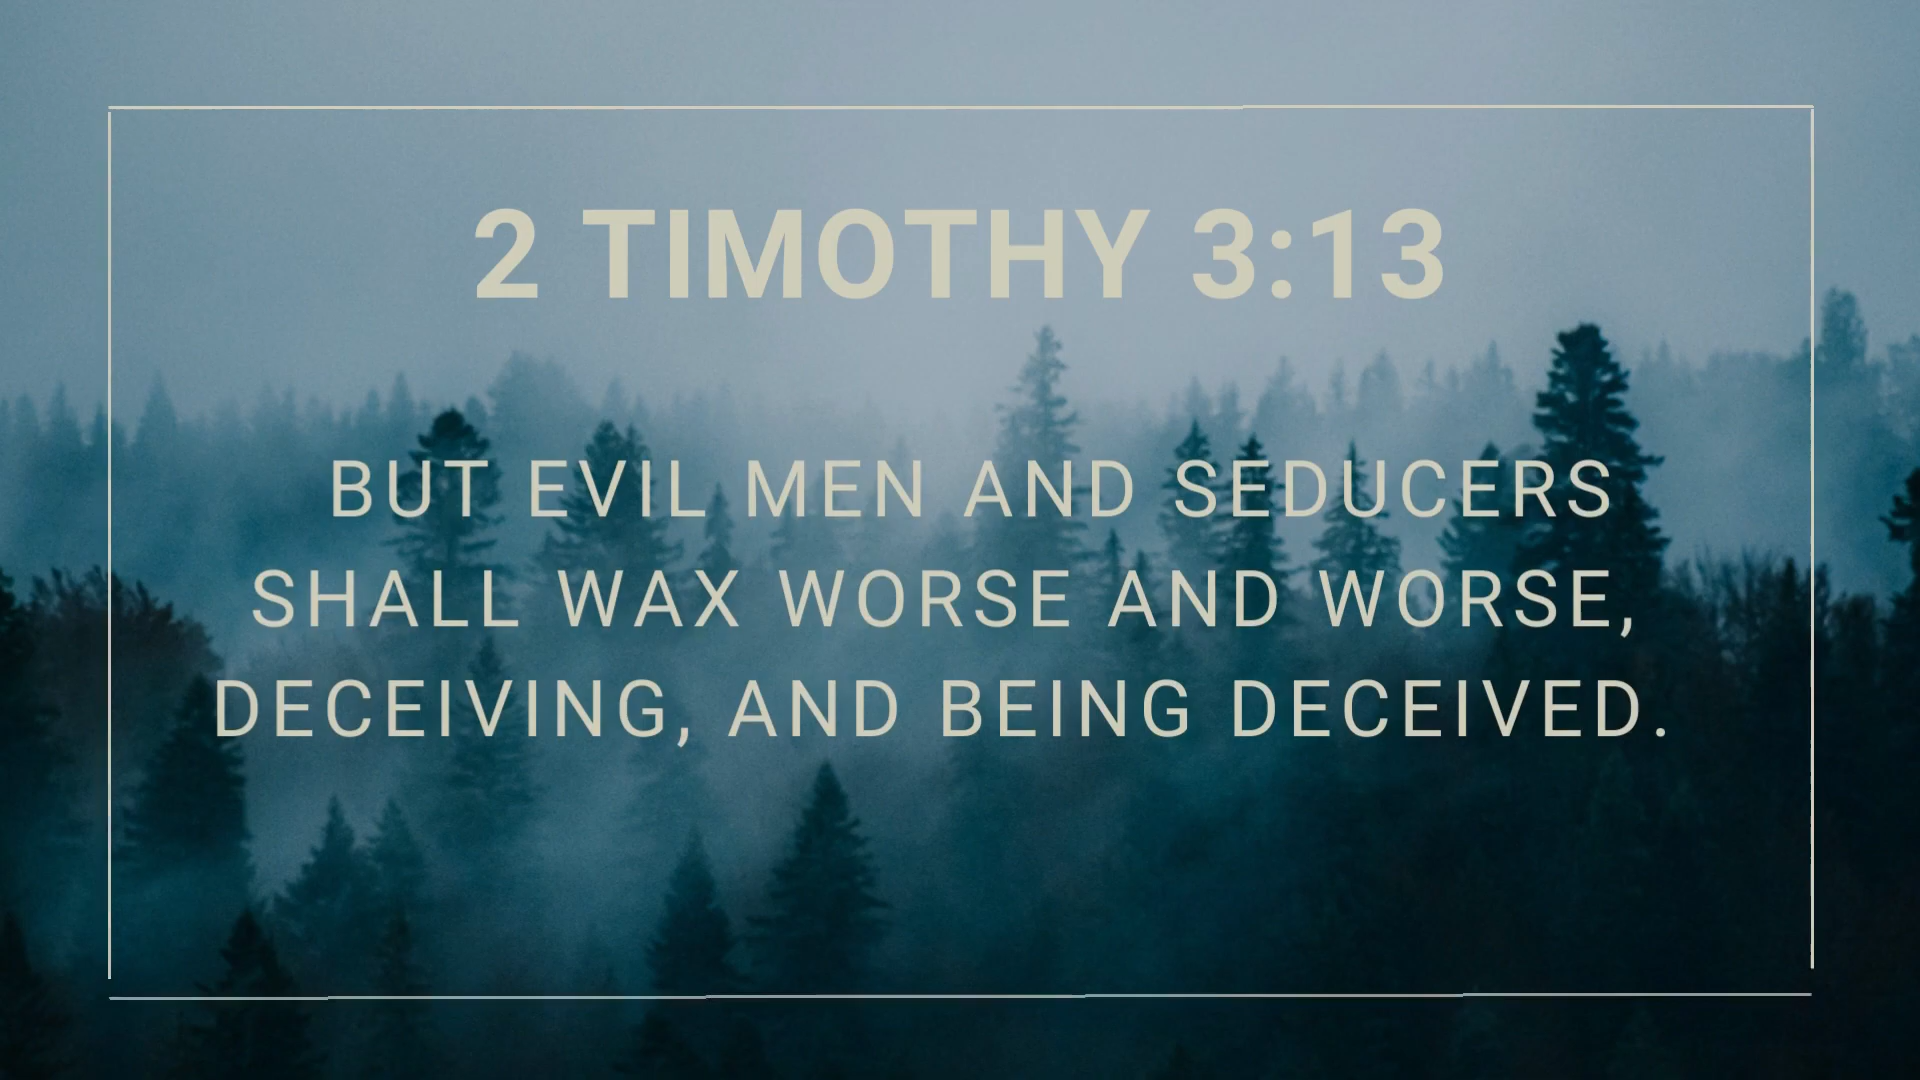 2 TIMOTHY 3:13
BUT EVIL MEN AND SEDUCERS
SHALL WAX WORSE AND WORSE,
DECEIVING, AND BEING DECEIVED.